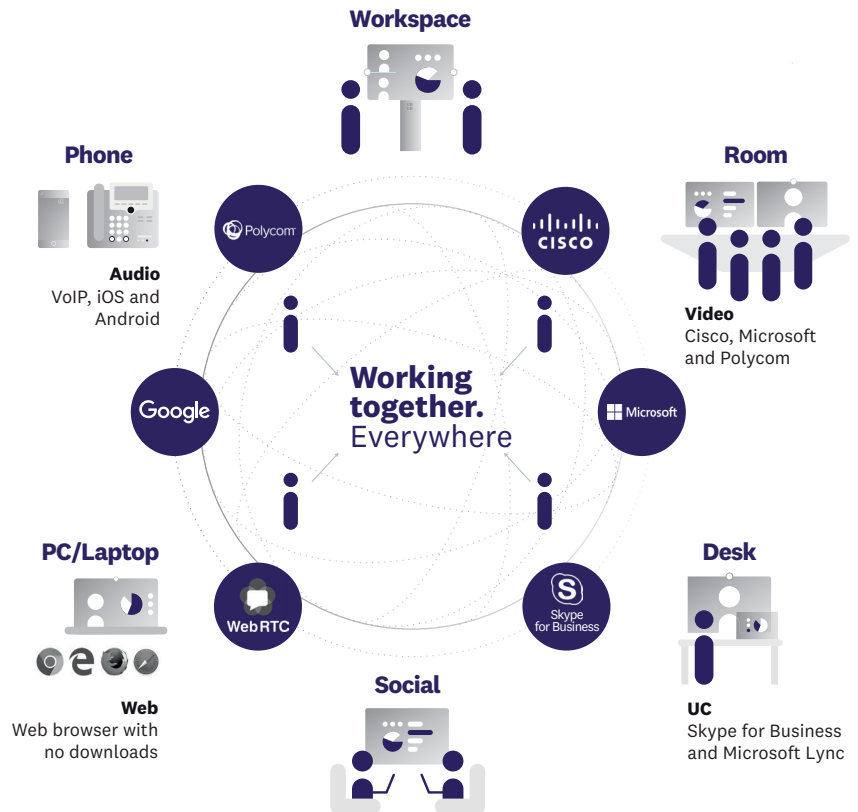 Workspace
Phone
Room
Polycom
CISCO
Audio
VoIP, iOS and
Android
Video
Cisco, Microsoft
and Polycom
Working
together.
Everywhere
Google
Microsoft
PC/Laptop
Desk
WebRTC
S
Skype
for Business
Social
Web
Web browser with
no downloads
UC
Skype for Business
and Microsoft Lync